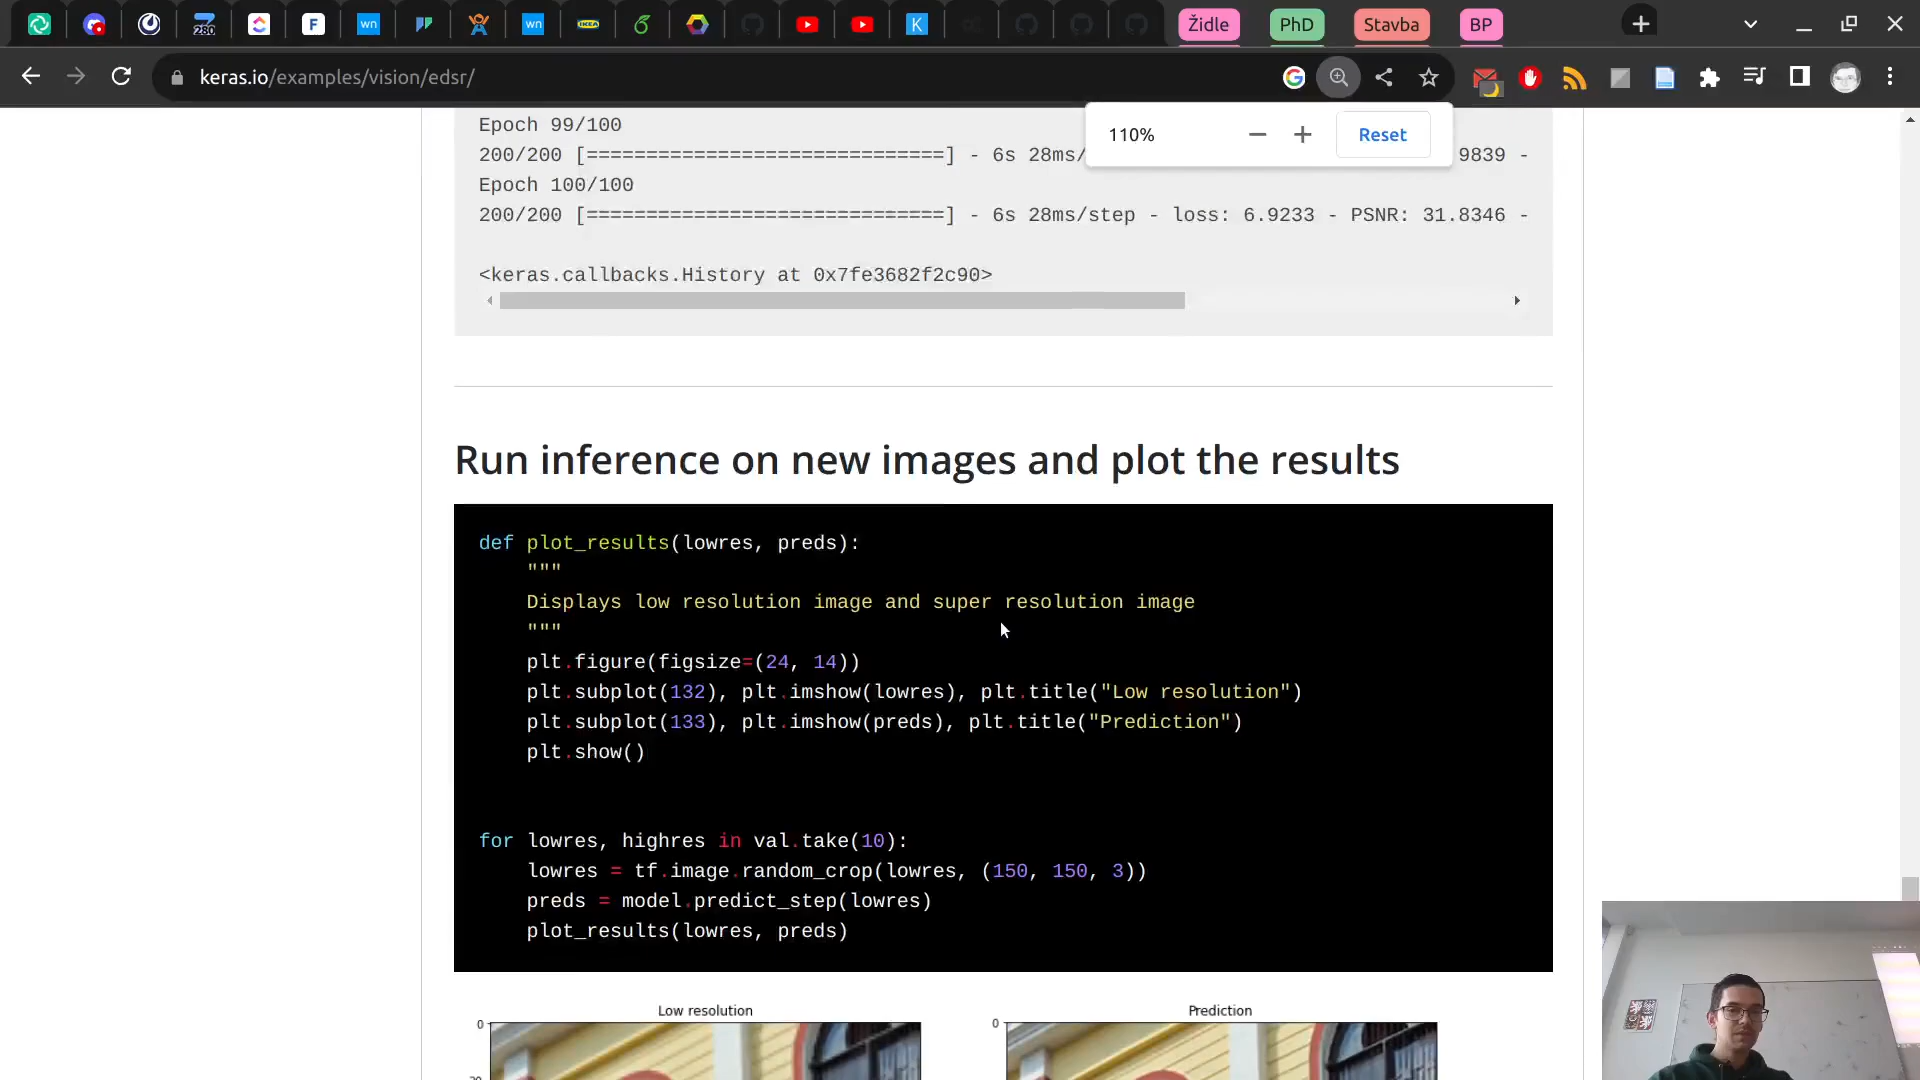 280
F
wn
wn
IKEA
K
Židle
PhD
Stavba
BP
keras.io/examples/vision/edsr/
110%
Reset
Epoch 99/100
200/200 [==============================] - 6s 28ms/ 9839 -
Epoch 100/100
200/200 [==============================] - 6s 28ms/step - loss: 6.9233 - PSNR: 31.8346 -
<keras.callbacks.History at 0x7fe3682f2c90>
Run inference on new images and plot the results
def plot_results(lowres, preds):
"""
Displays low resolution image and super resolution image
"""
plt.figure(figsize=(24, 14))
plt.subplot(132), plt.imshow(lowres), plt.title("Low resolution")
plt.subplot(133), plt.imshow(preds), plt.title("Prediction")
plt.show()
for lowres, highres in val.take(10):
lowres = tf.image.random_crop(lowres, (150, 150, 3))
preds = model.predict_step(lowres)
plot_results(lowres, preds)
Low resolution
Prediction
0
0